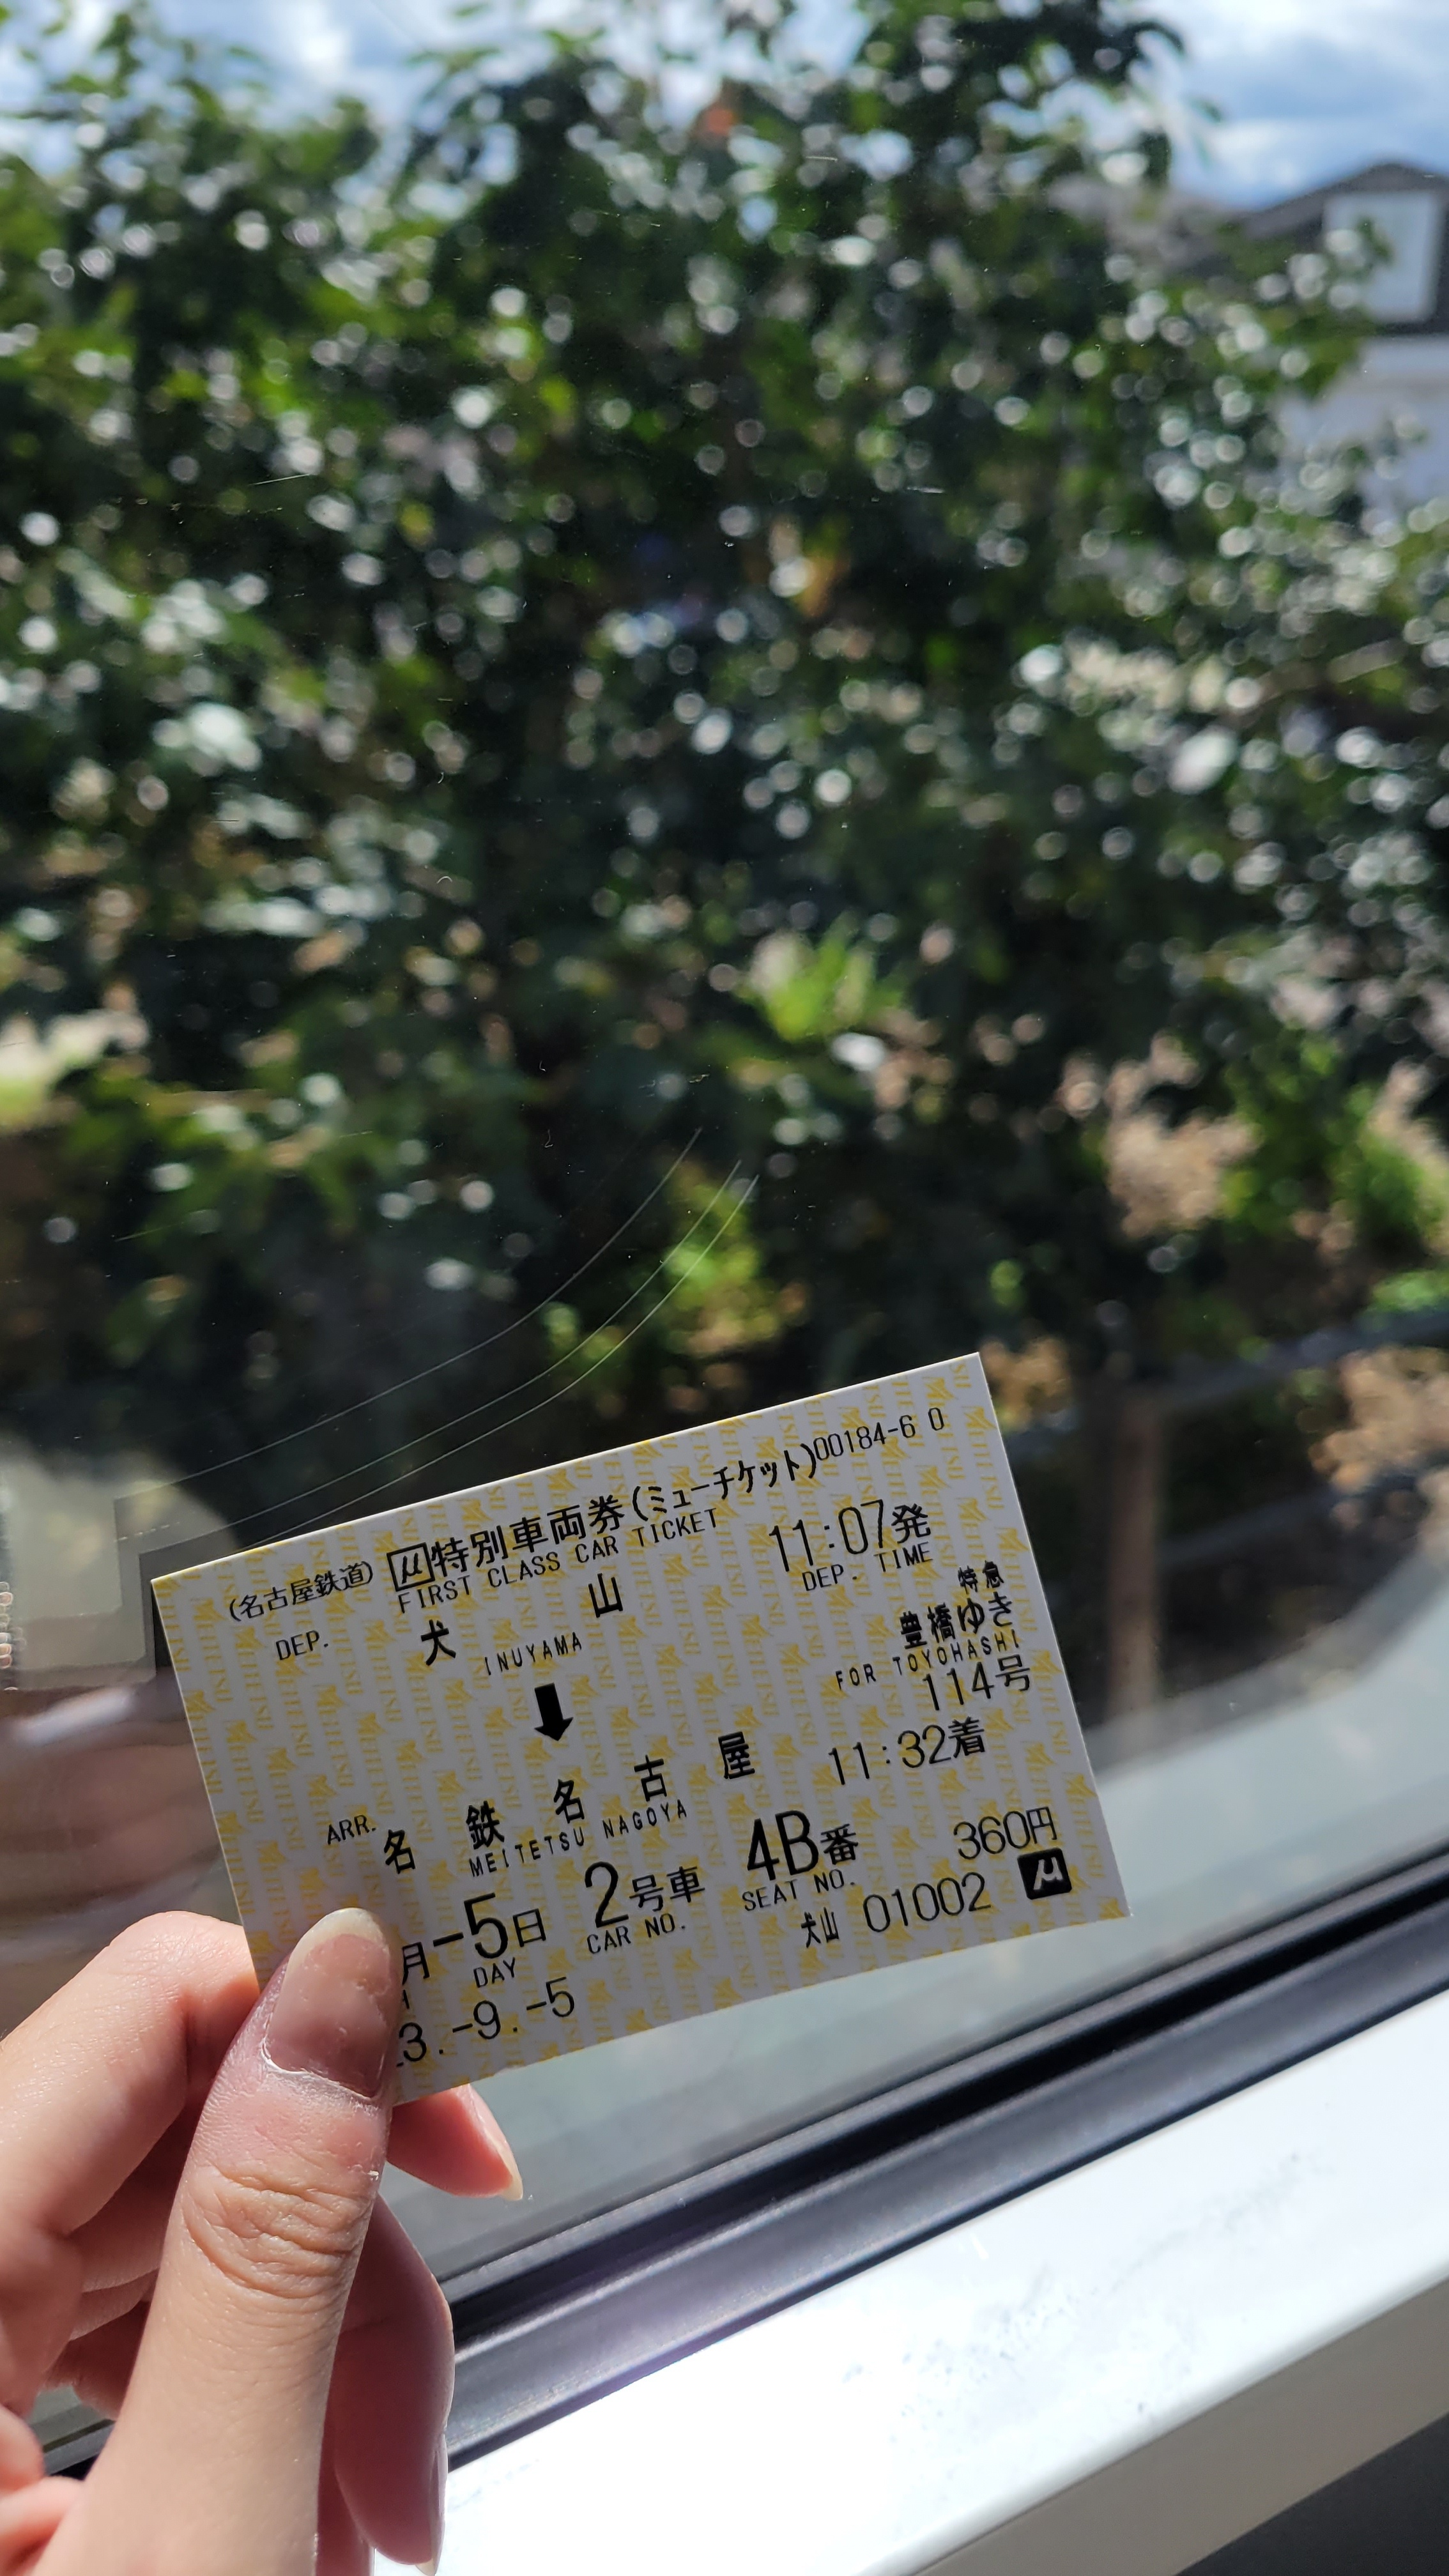 (名古屋鉄道) μ特別車両券(ミューチケット)00184-6 0
FIRST CLASS CAR TICKET
DEP. 犬山 11:07発
INUYAMA DEP. TIME
特急
豊橋ゆき
FOR TOYOHASHI
114号
ARR. 名鉄名古屋 11:32着
MEITETSU NAGOYA
月-5日 2号車 4B番 360円
DAY CAR NO. SEAT NO.
3.-9.-5 犬山 01002 μ